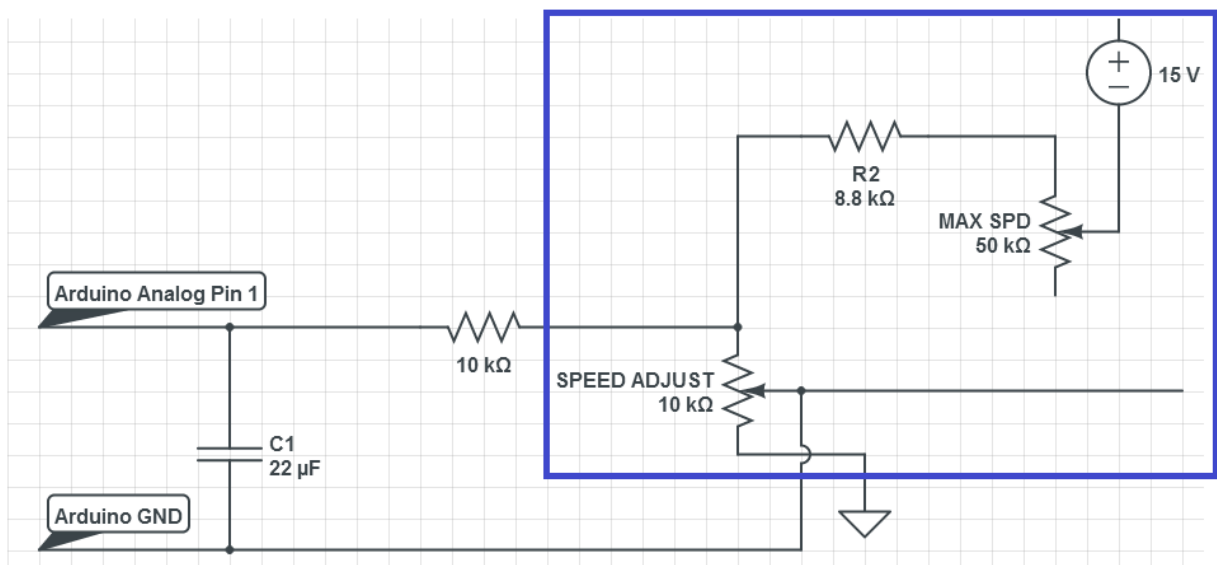 15 V
R2
8.8 kΩ
MAX SPD
50 kΩ
Arduino Analog Pin 1
10 kΩ
SPEED ADJUST
10 kΩ
C1
22 µF
Arduino GND